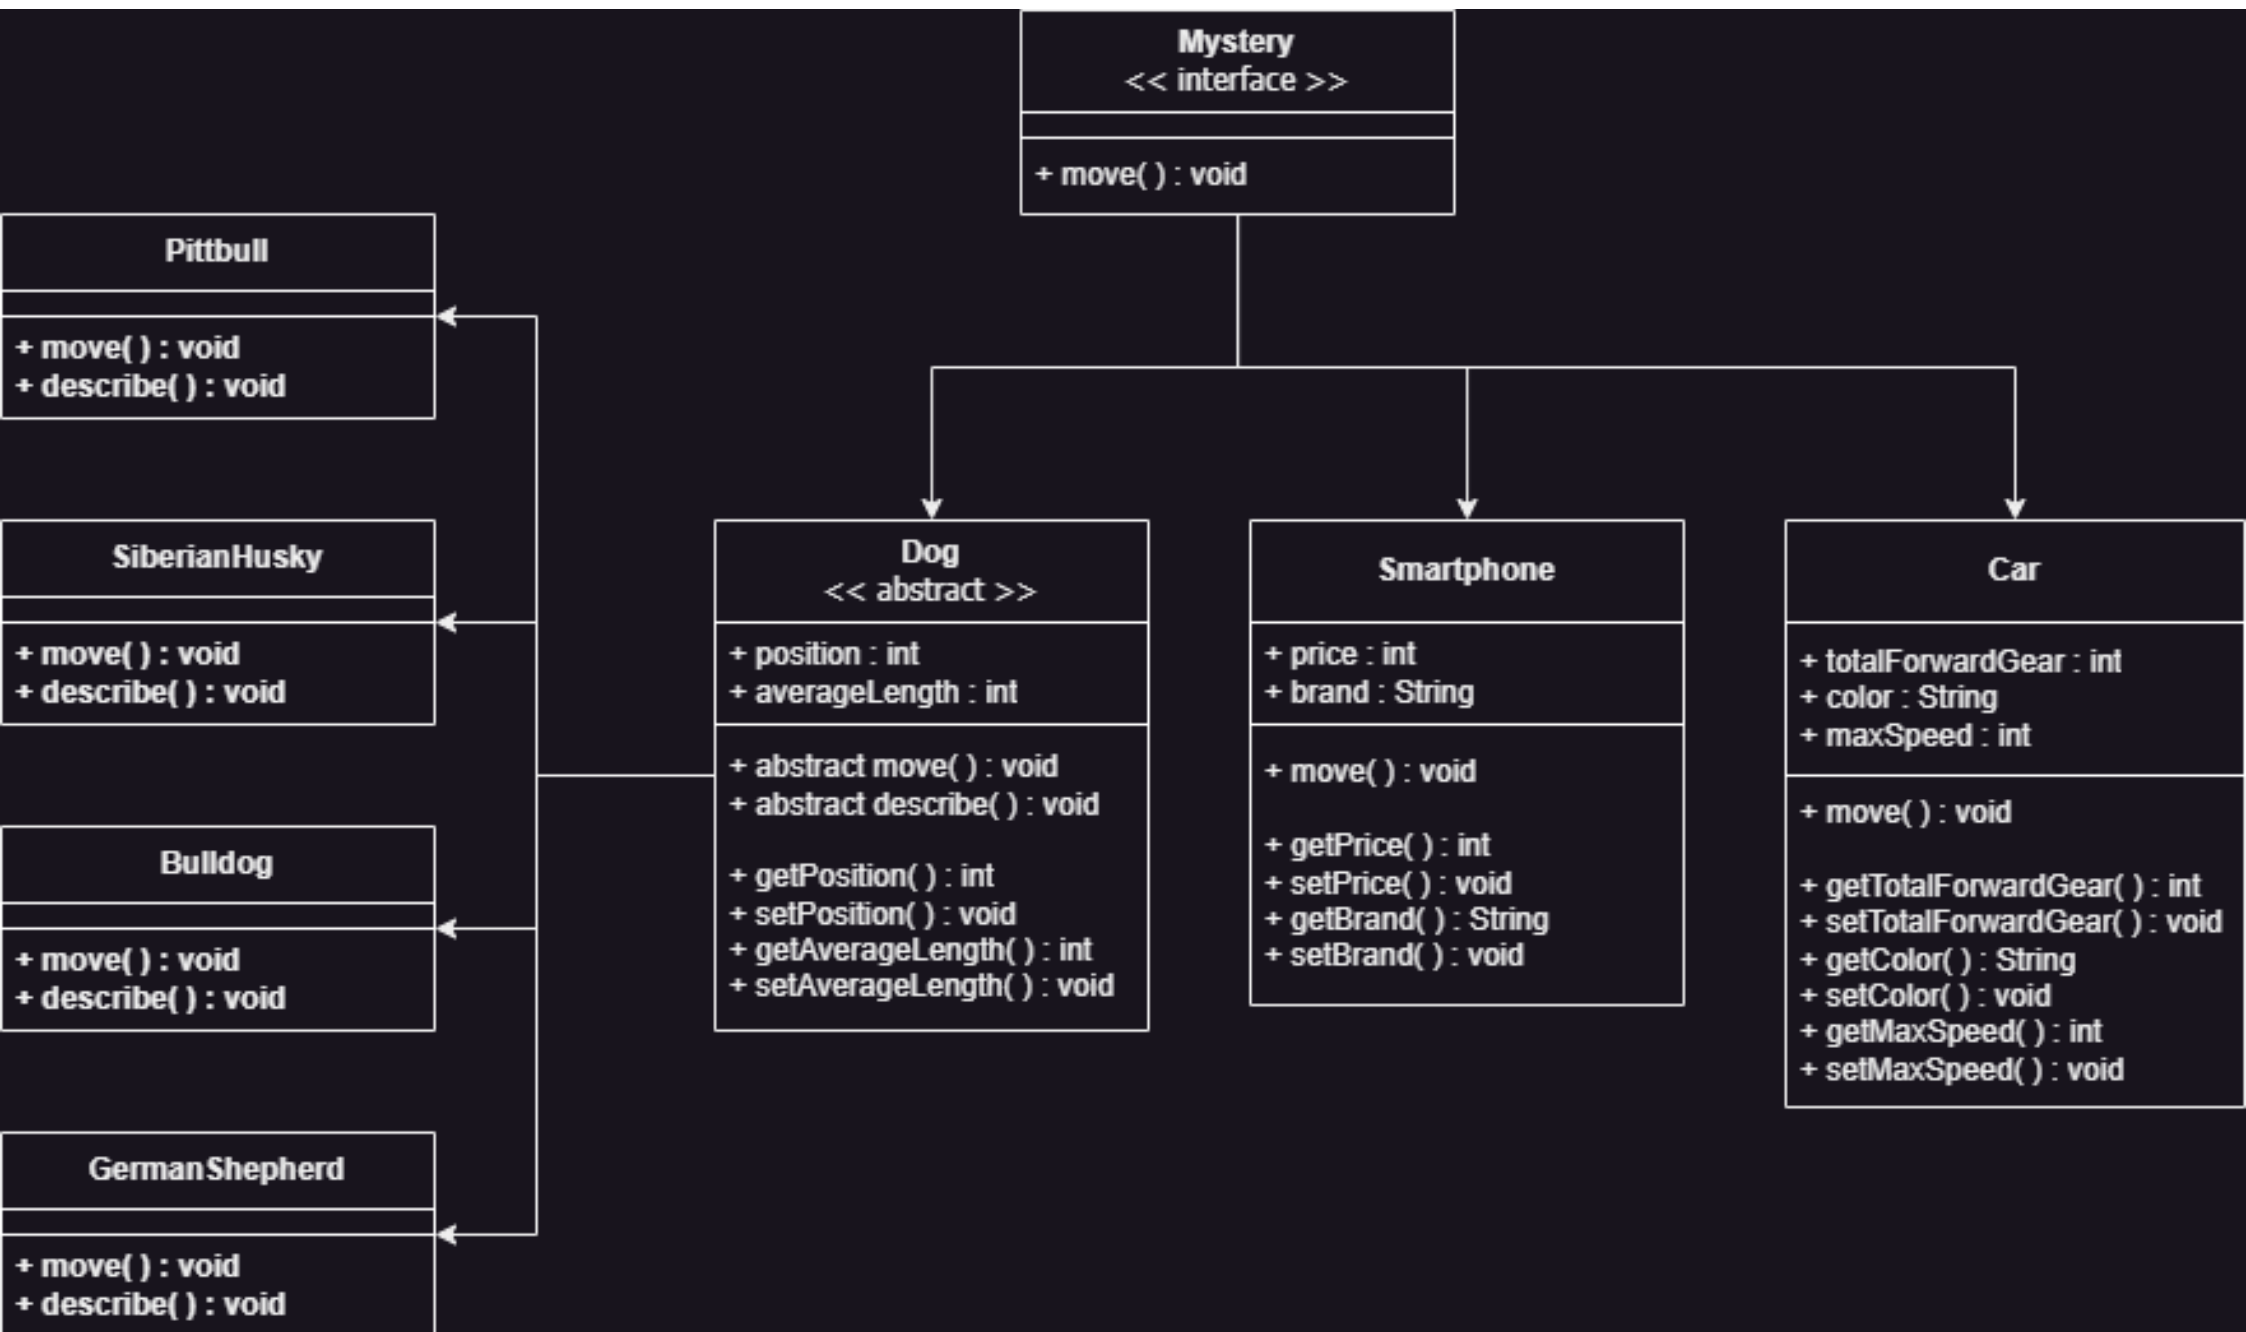 Mystery
<< interface >>
+ move( ) : void
Pittbull
+ move( ) : void
+ describe( ) : void
SiberianHusky
+ move( ) : void
+ describe( ) : void
Bulldog
+ move( ) : void
+ describe( ) : void
GermanShepherd
+ move( ) : void
+ describe( ) : void
Dog
<< abstract >>
+ position : int
+ averageLength : int
+ abstract move( ) : void
+ abstract describe( ) : void
+ getPosition( ) : int
+ setPosition( ) : void
+ getAverageLength( ) : int
+ setAverageLength( ) : void
Smartphone
+ price : int
+ brand : String
+ move( ) : void
+ getPrice( ) : int
+ setPrice( ) : void
+ getBrand( ) : String
+ setBrand( ) : void
Car
+ totalForwardGear : int
+ color : String
+ maxSpeed : int
+ move( ) : void
+ getTotalForwardGear( ) : int
+ setTotalForwardGear( ) : void
+ getColor( ) : String
+ setColor( ) : void
+ getMaxSpeed( ) : int
+ setMaxSpeed( ) : void